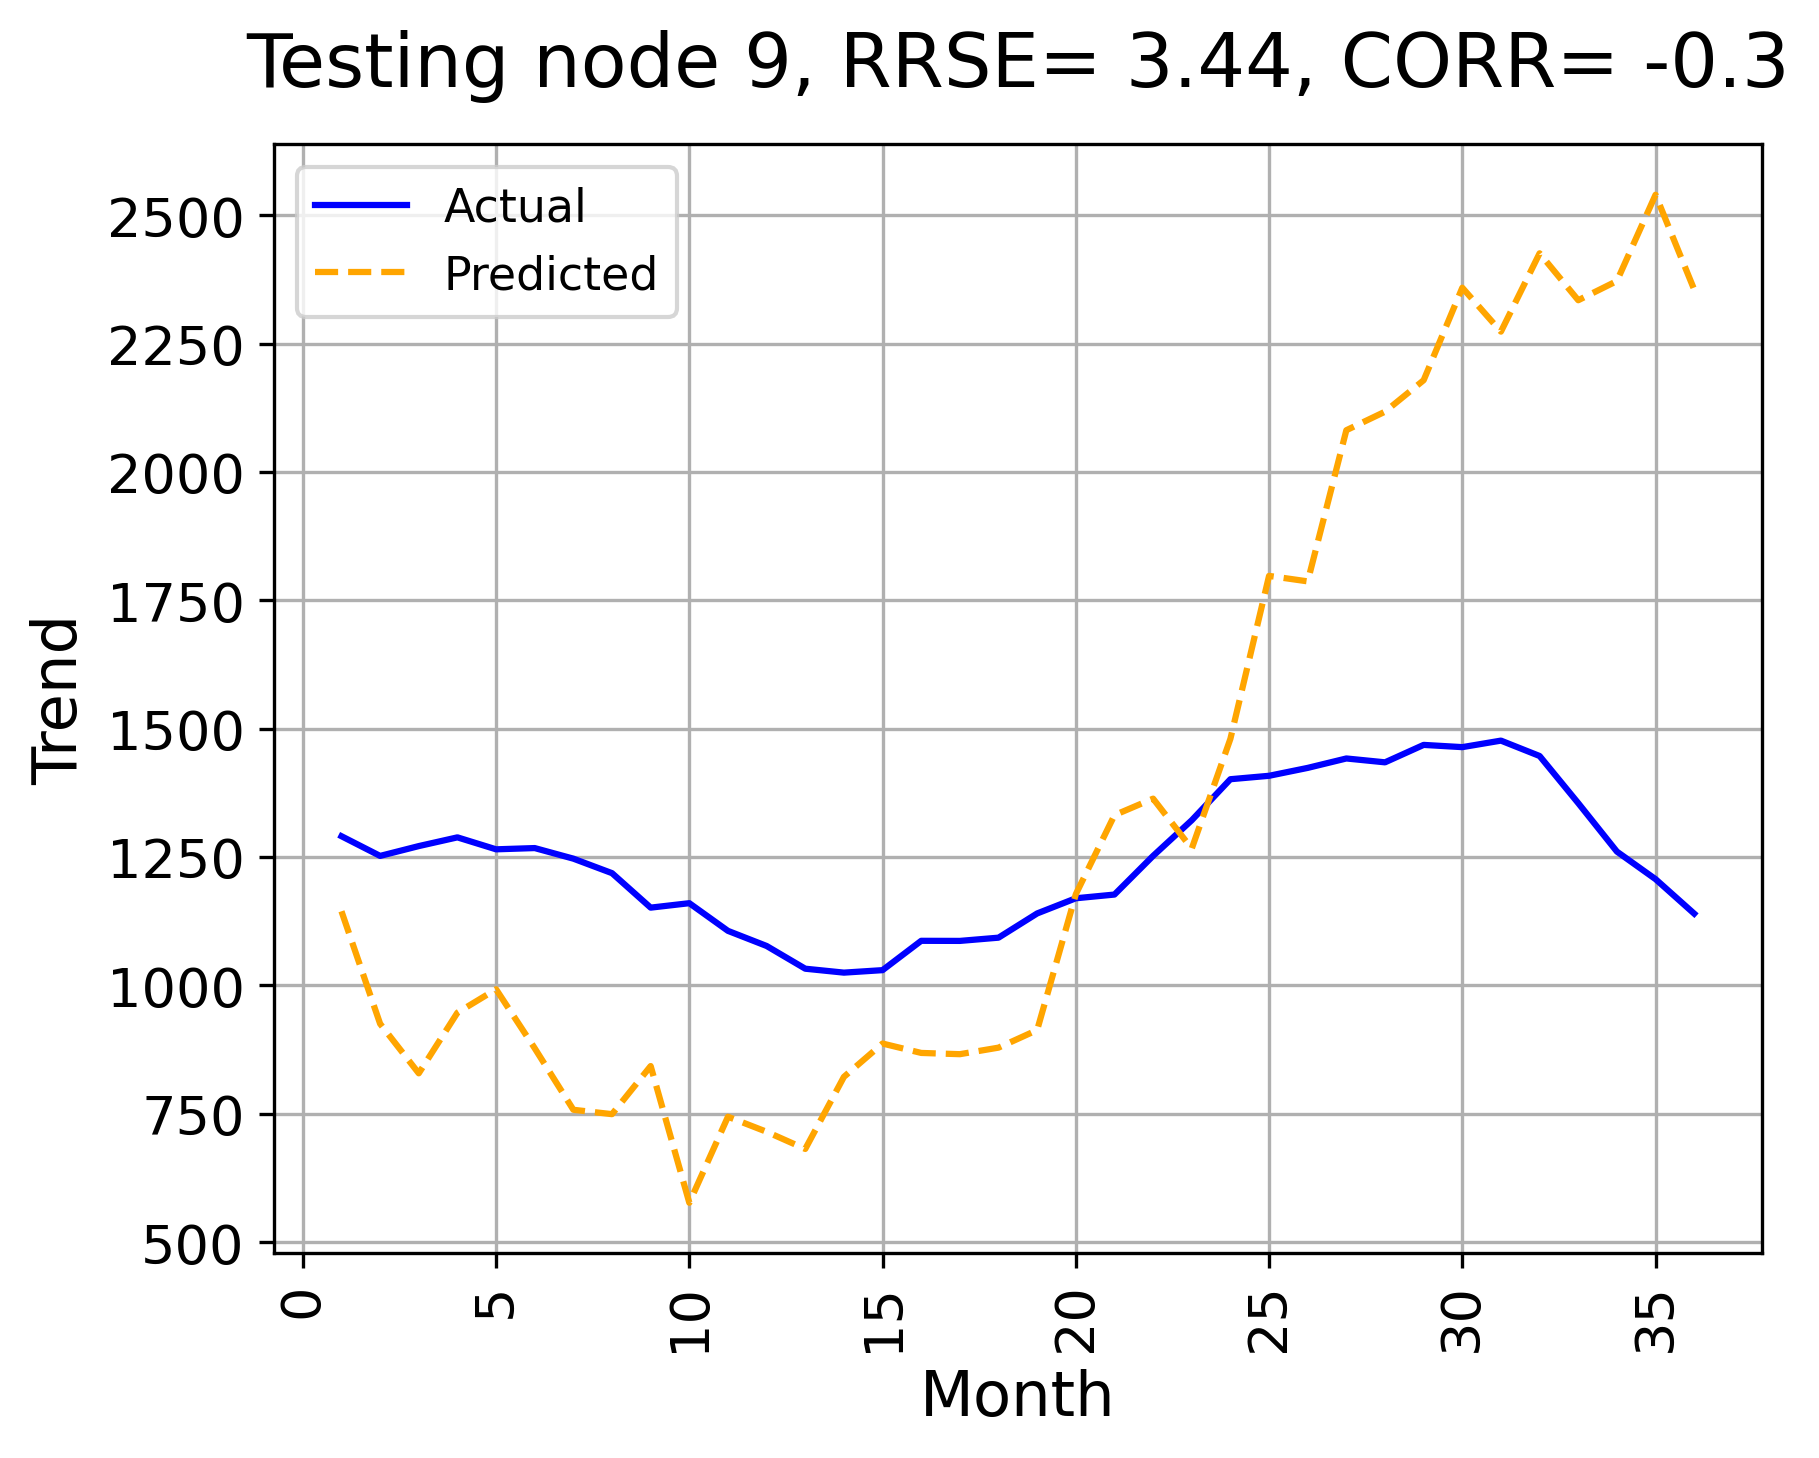 Testing node 9, RRSE= 3.44, CORR= -0.3
Actual
Predicted
2500
2250
2000
1750
1500
1250
1000
750
500
Trend
0 5 10 15 20 25 30 35
Month